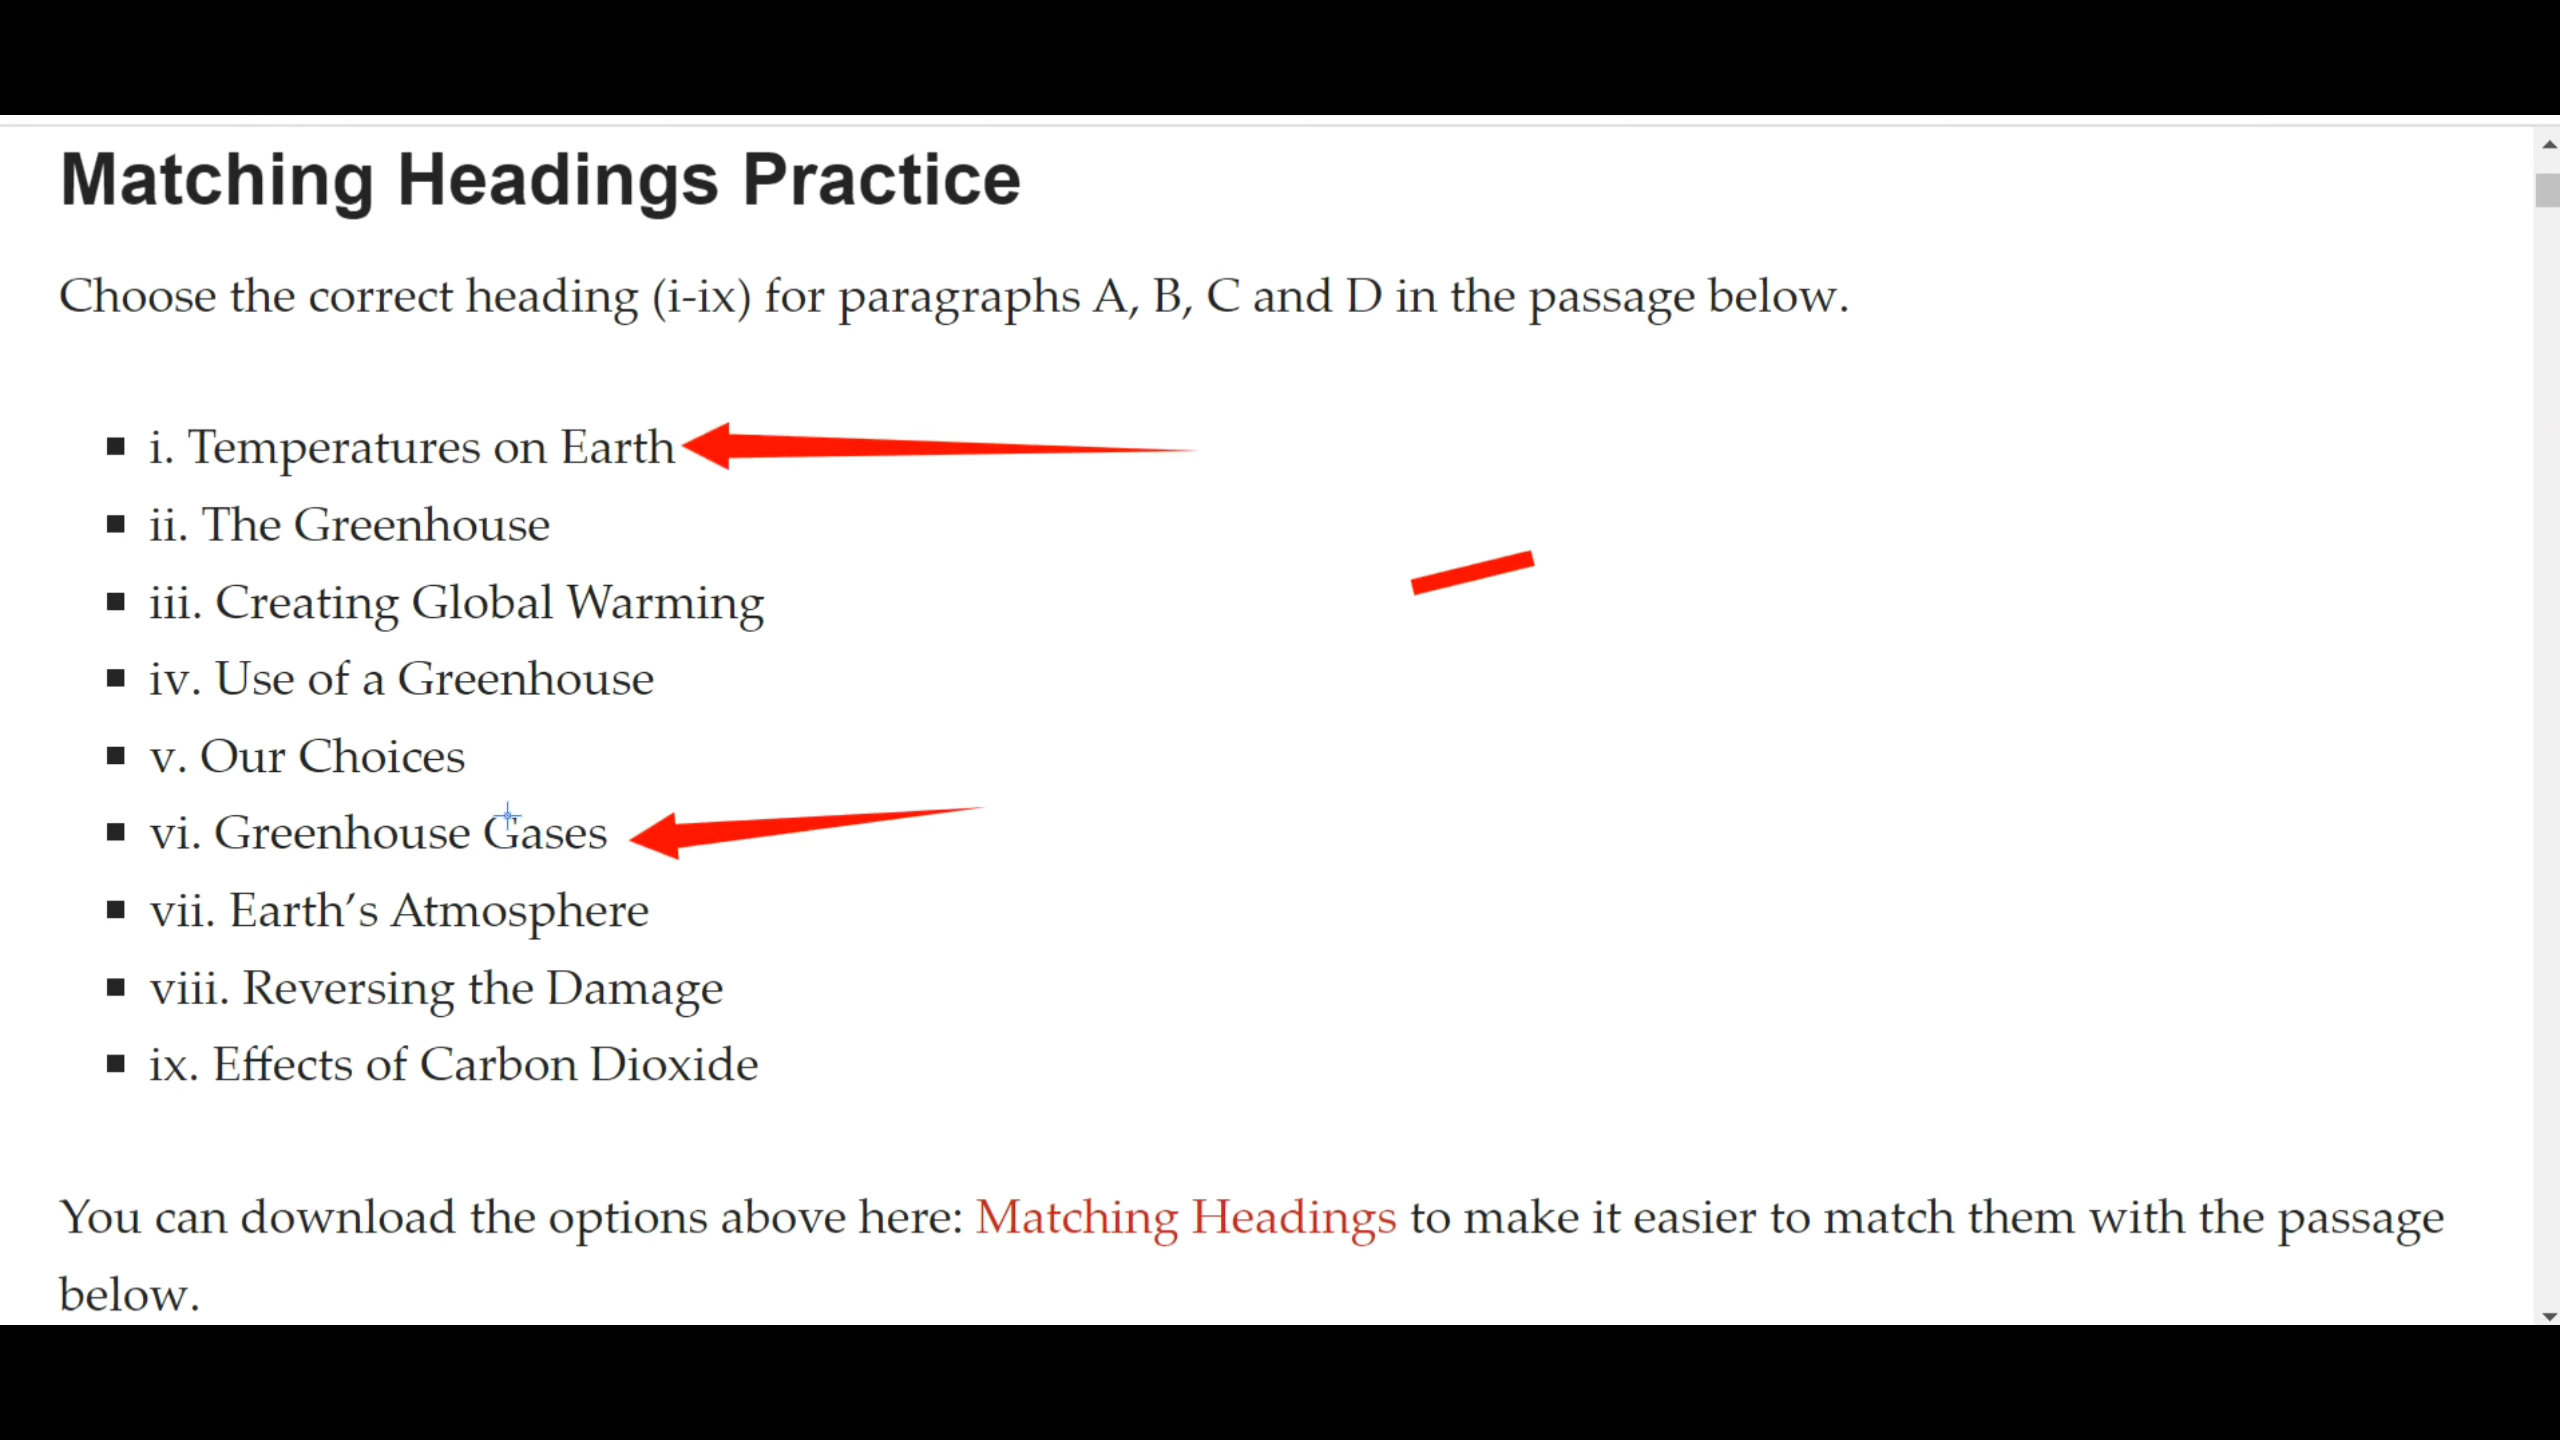 Matching Headings Practice
Choose the correct heading (i-ix) for paragraphs A, B, C and D in the passage below.
i. Temperatures on Earth
ii. The Greenhouse
iii. Creating Global Warming
iv. Use of a Greenhouse
v. Our Choices
vi. Greenhouse Gases
vii. Earth’s Atmosphere
viii. Reversing the Damage
ix. Effects of Carbon Dioxide
You can download the options above here: Matching Headings to make it easier to match them with the passage
below.